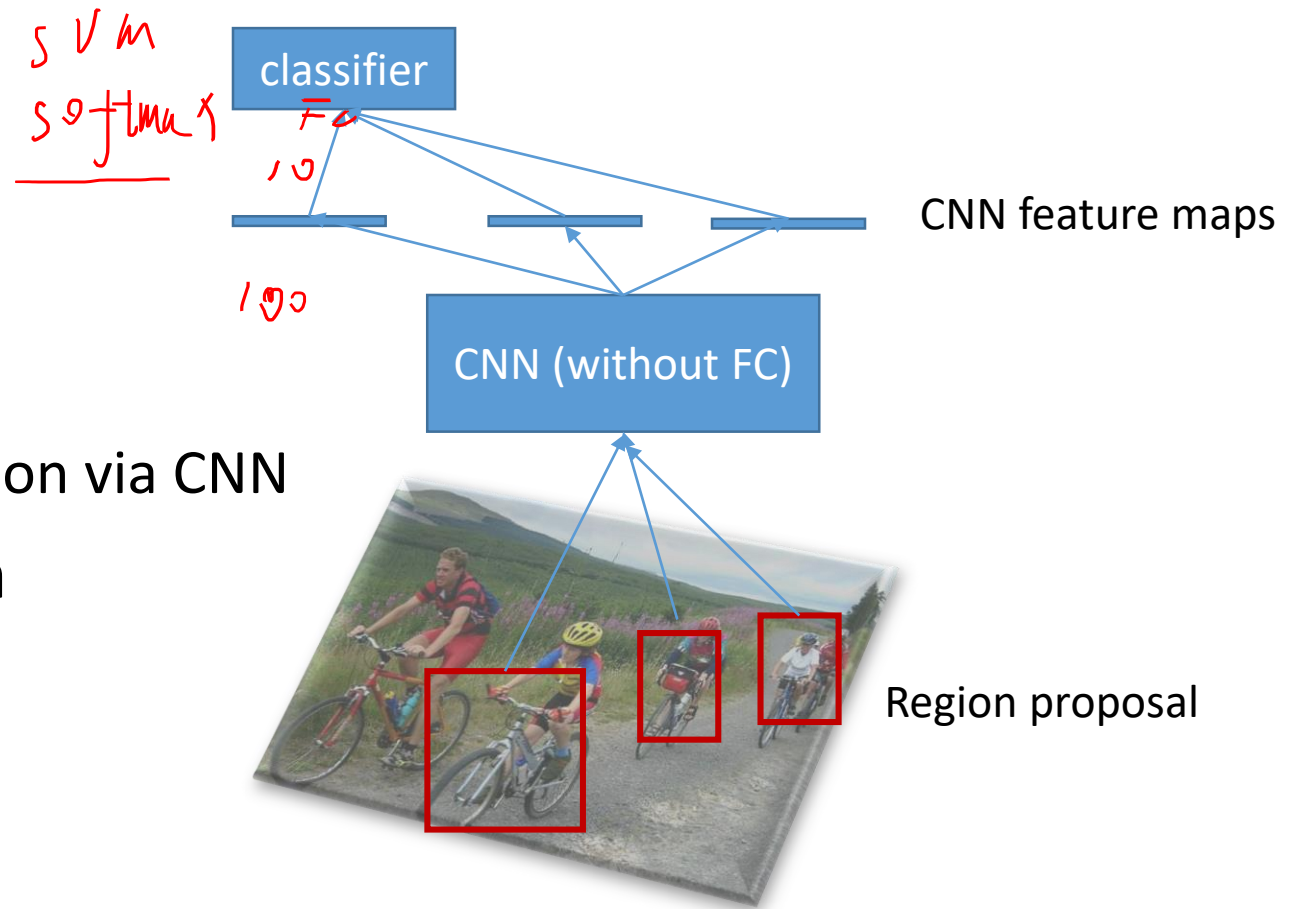 SVM
classifier
softmax
FC
10
CNN feature maps
100
CNN (without FC)
on via CNN
Region proposal